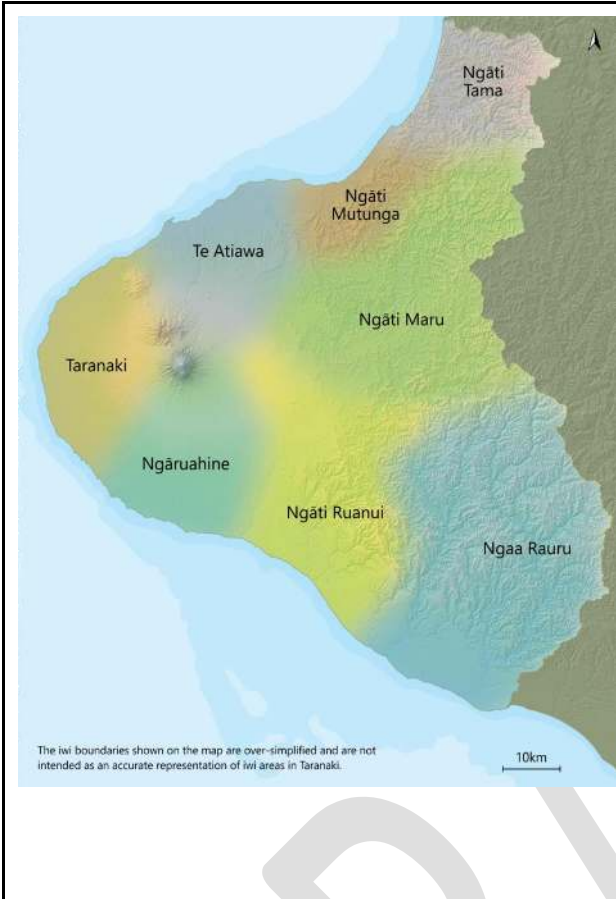 Ngāti
Tama
Ngāti
Mutunga
Te Atiawa
Ngāti Maru
Taranaki
Ngāruahine
Ngāti Ruanui
Ngaa Rauru
The iwi boundaries shown on the map are over-simplified and are not
intended as an accurate representation of iwi areas in Taranaki.
10km